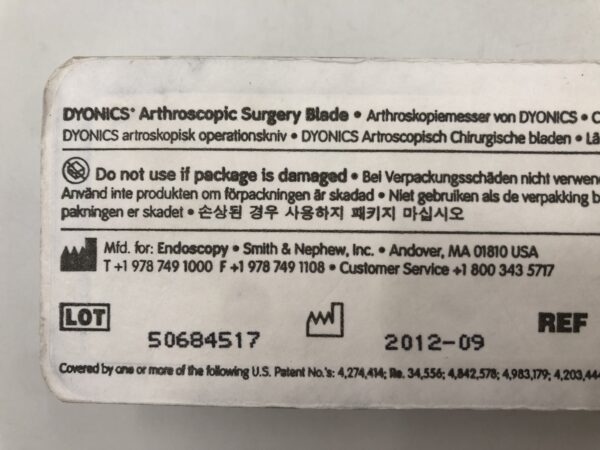 DYONICS® Arthroscopic Surgery Blade • Arthroskopiemesser von DYONICS • C
DYONICS artroskopisk operationskniv • DYONICS Artroscopisch Chirurgische bladen • Lâ
Do not use if package is damaged • Bei Verpackungsschäden nicht verwen
Använd inte produkten om förpackningen är skadad • Niet gebruiken als de verpakking b
pakningen er skadet • 손상된 경우 사용하지 패키지 마십시오
Mfd. for: Endoscopy • Smith & Nephew, Inc. • Andover, MA 01810 USA
T +1 978 749 1000 F +1 978 749 1108 • Customer Service +1 800 343 5717
LOT 50684517 2012-09 REF
Covered by one or more of the following U.S. Patent No.'s: 4,274,414; Re. 34,556; 4,842,578; 4,983,179; 4,203,444